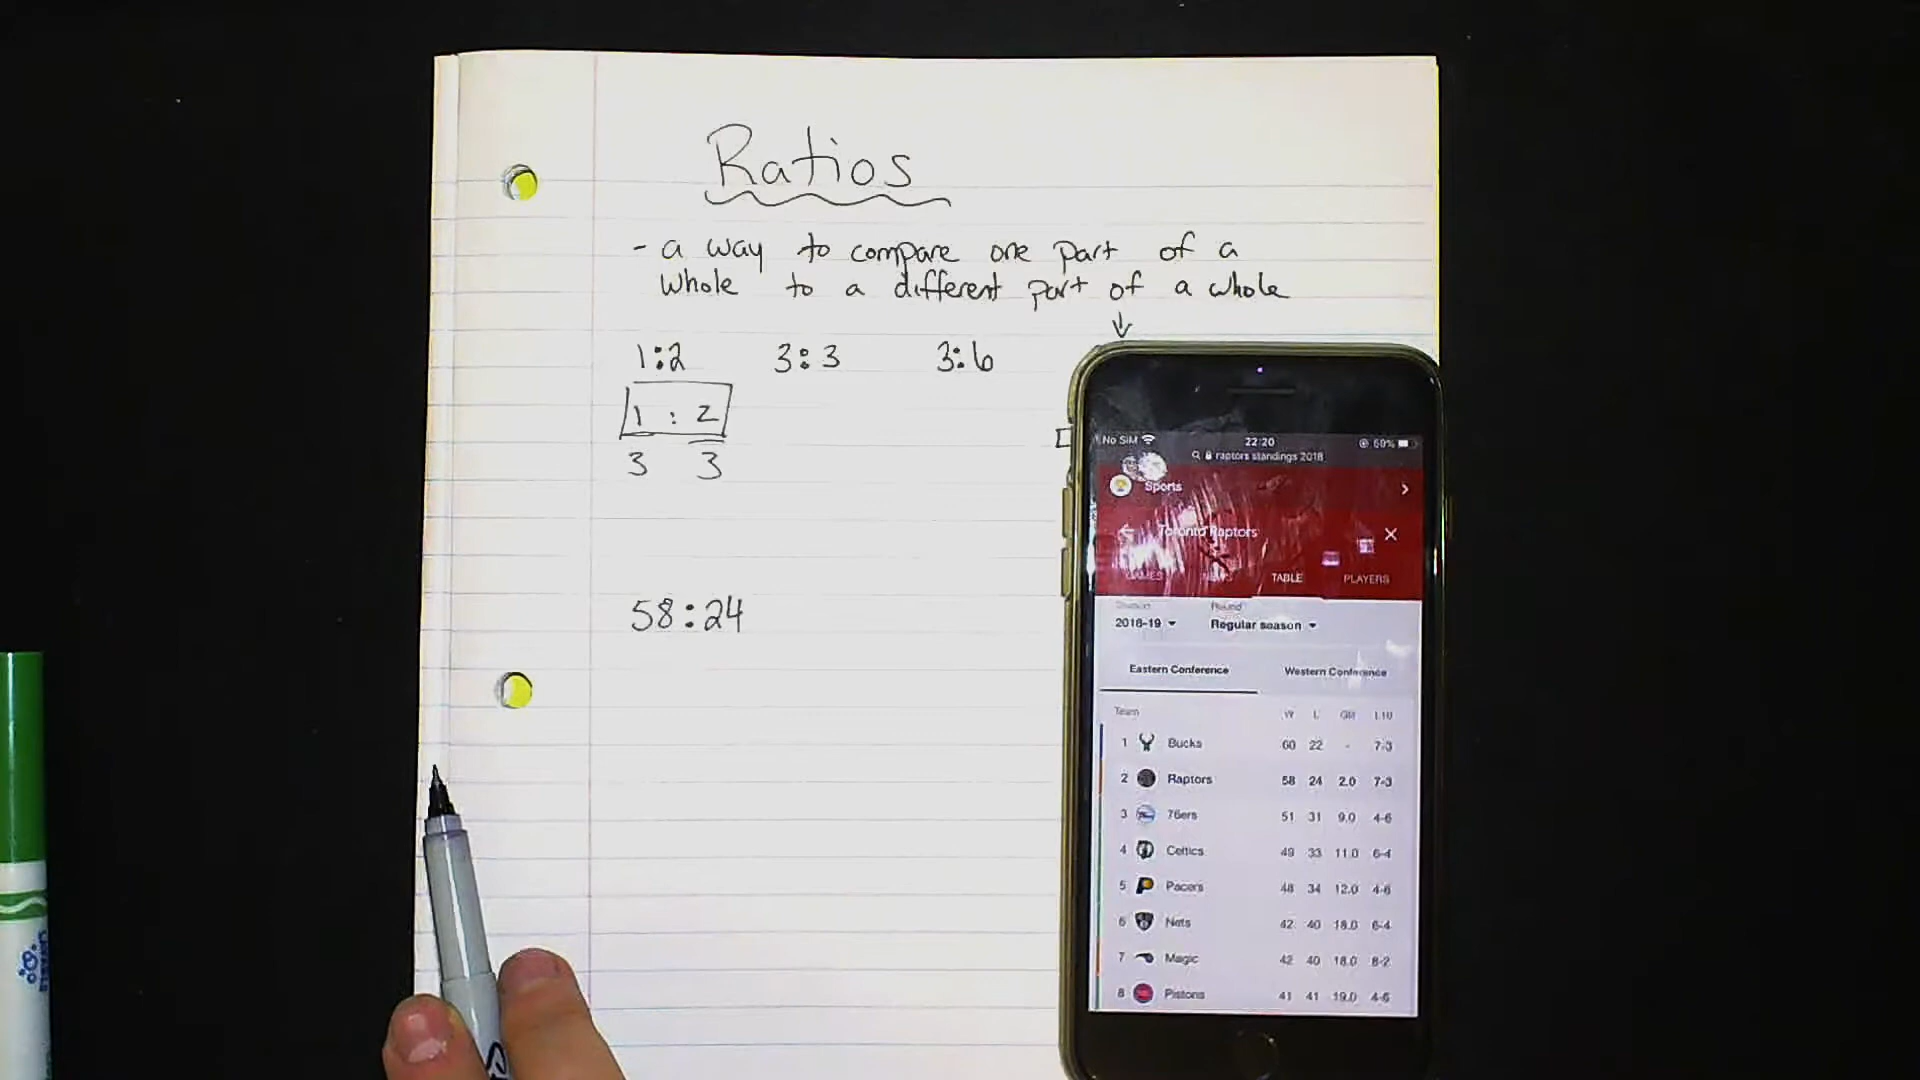 Ratios
- a way to compare one part of a
whole to a different part of a whole
↓
1:2 3:3 3:6
1 : 2
3 3
58:24
No SIM 22:20 59%
raptors standings 2018
Sports
Toronto Raptors
GAMES NEWS TABLE PLAYERS
Round
2018-19 Regular season
Eastern Conference Western Conference
Team W L L10
1 Bucks 60 22 - 7-3
2 Raptors 58 24 2.0 7-3
3 76ers 51 31 9.0 4-6
4 Celtics 49 33 11.0 6-4
5 Pacers 48 34 12.0 4-6
6 Nets 42 40 18.0 6-4
7 Magic 42 40 18.0 8-2
8 Pistons 41 41 19.0 4-6